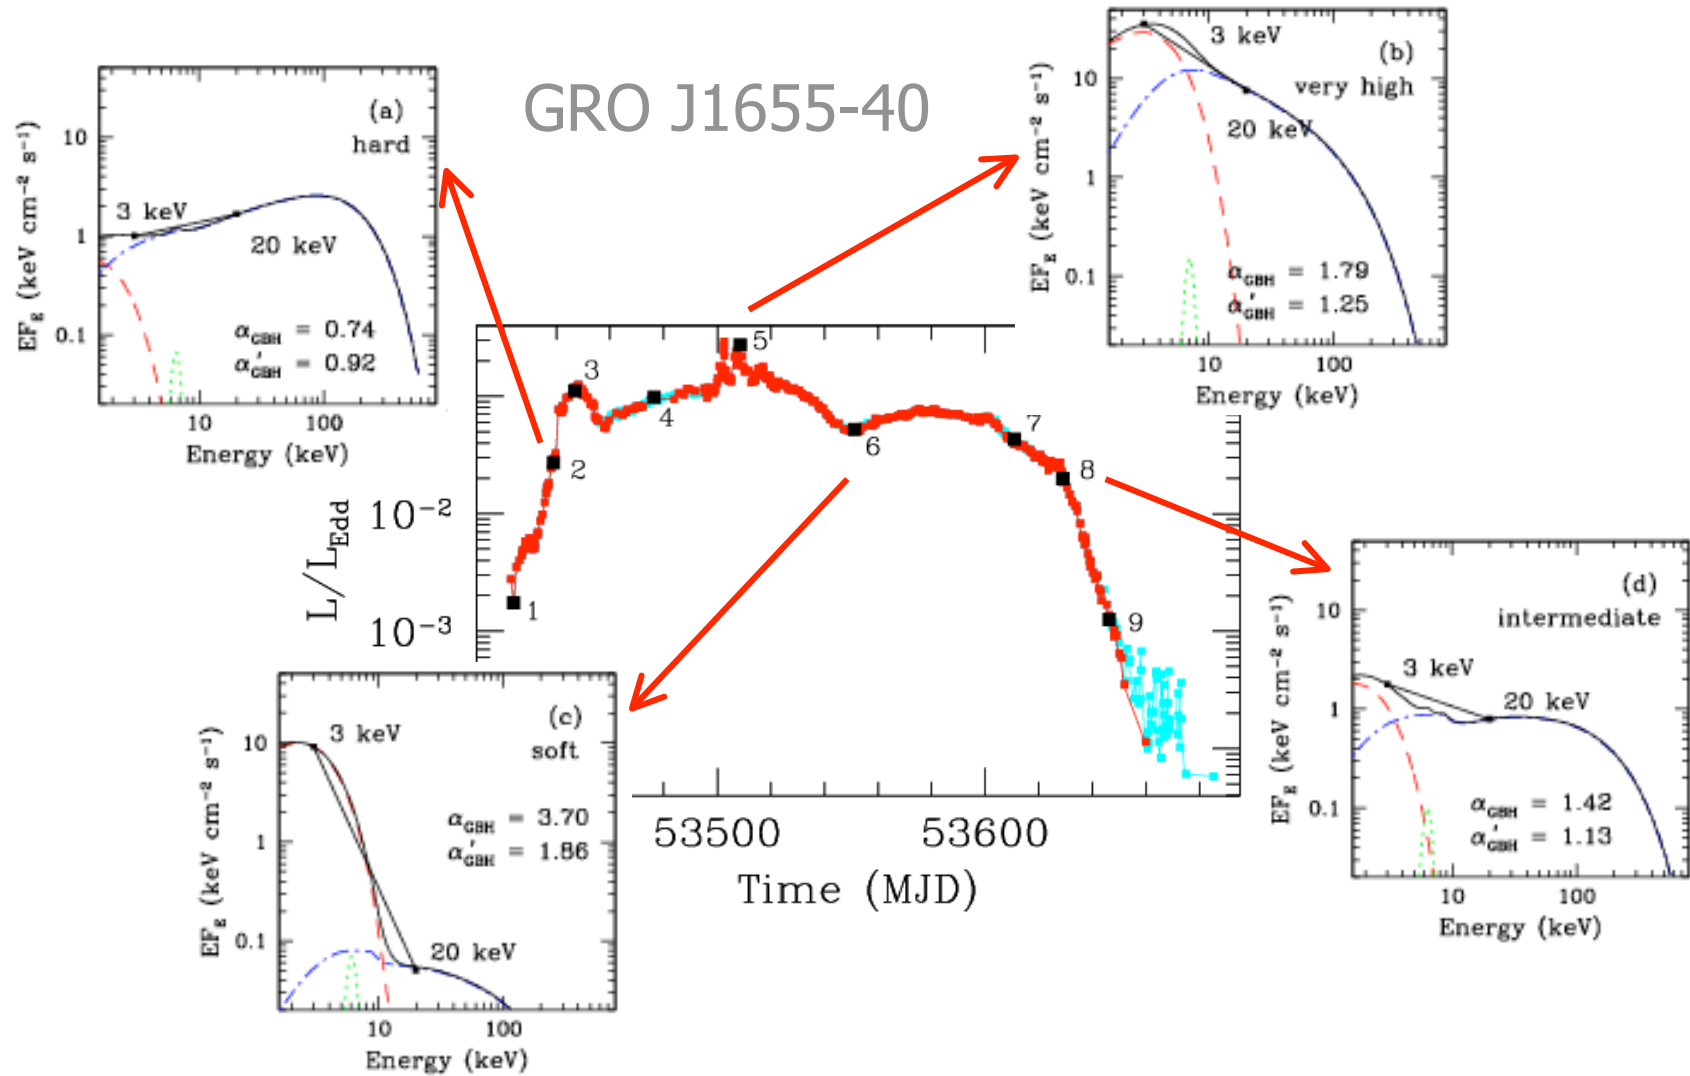 GRO J1655-40
(a)
hard
3 keV
20 keV
α_GBH = 0.74
α'_GBH = 0.92
10
1
0.1
10 100
Energy (keV)
EF_E (keV cm⁻² s⁻¹)
(b)
very high
3 keV
20 keV
α_GBH = 1.79
α'_GBH = 1.25
10
1
0.1
10 100
Energy (keV)
EF_E (keV cm⁻² s⁻¹)
1
2
3
4
5
6
7
8
9
10⁻²
10⁻³
L/L_Edd
53500 53600
Time (MJD)
(c)
soft
3 keV
20 keV
α_GBH = 3.70
α'_GBH = 1.86
10
1
0.1
10 100
Energy (keV)
EF_E (keV cm⁻² s⁻¹)
(d)
intermediate
3 keV
20 keV
α_GBH = 1.42
α'_GBH = 1.13
10
1
0.1
10 100
Energy (keV)
EF_E (keV cm⁻² s⁻¹)